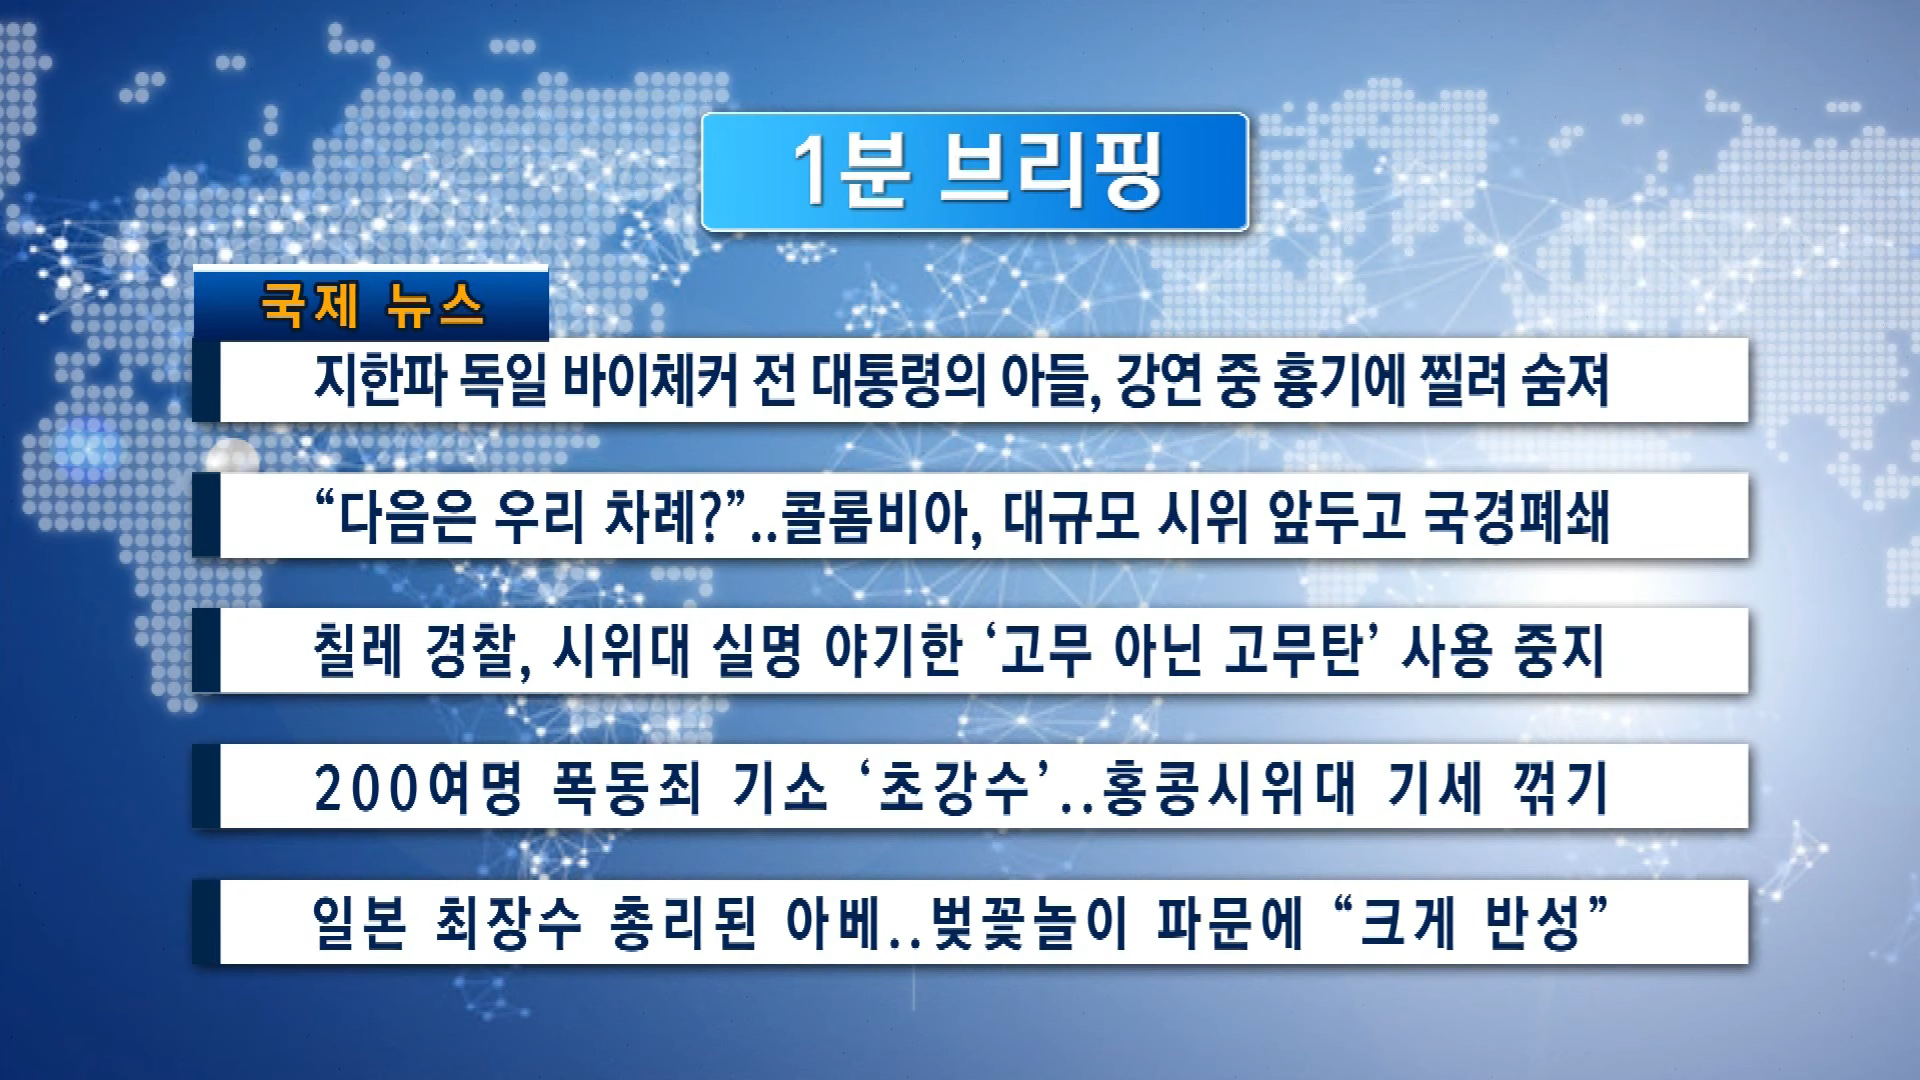 1분 브리핑
국제 뉴스
지한파 독일 바이체커 전 대통령의 아들, 강연 중 흉기에 찔려 숨져
“다음은 우리 차례?”..콜롬비아, 대규모 시위 앞두고 국경폐쇄
칠레 경찰, 시위대 실명 야기한 ‘고무 아닌 고무탄’ 사용 중지
200여명 폭동죄 기소 ‘초강수’..홍콩시위대 기세 꺾기
일본 최장수 총리된 아베..벚꽃놀이 파문에 “크게 반성”